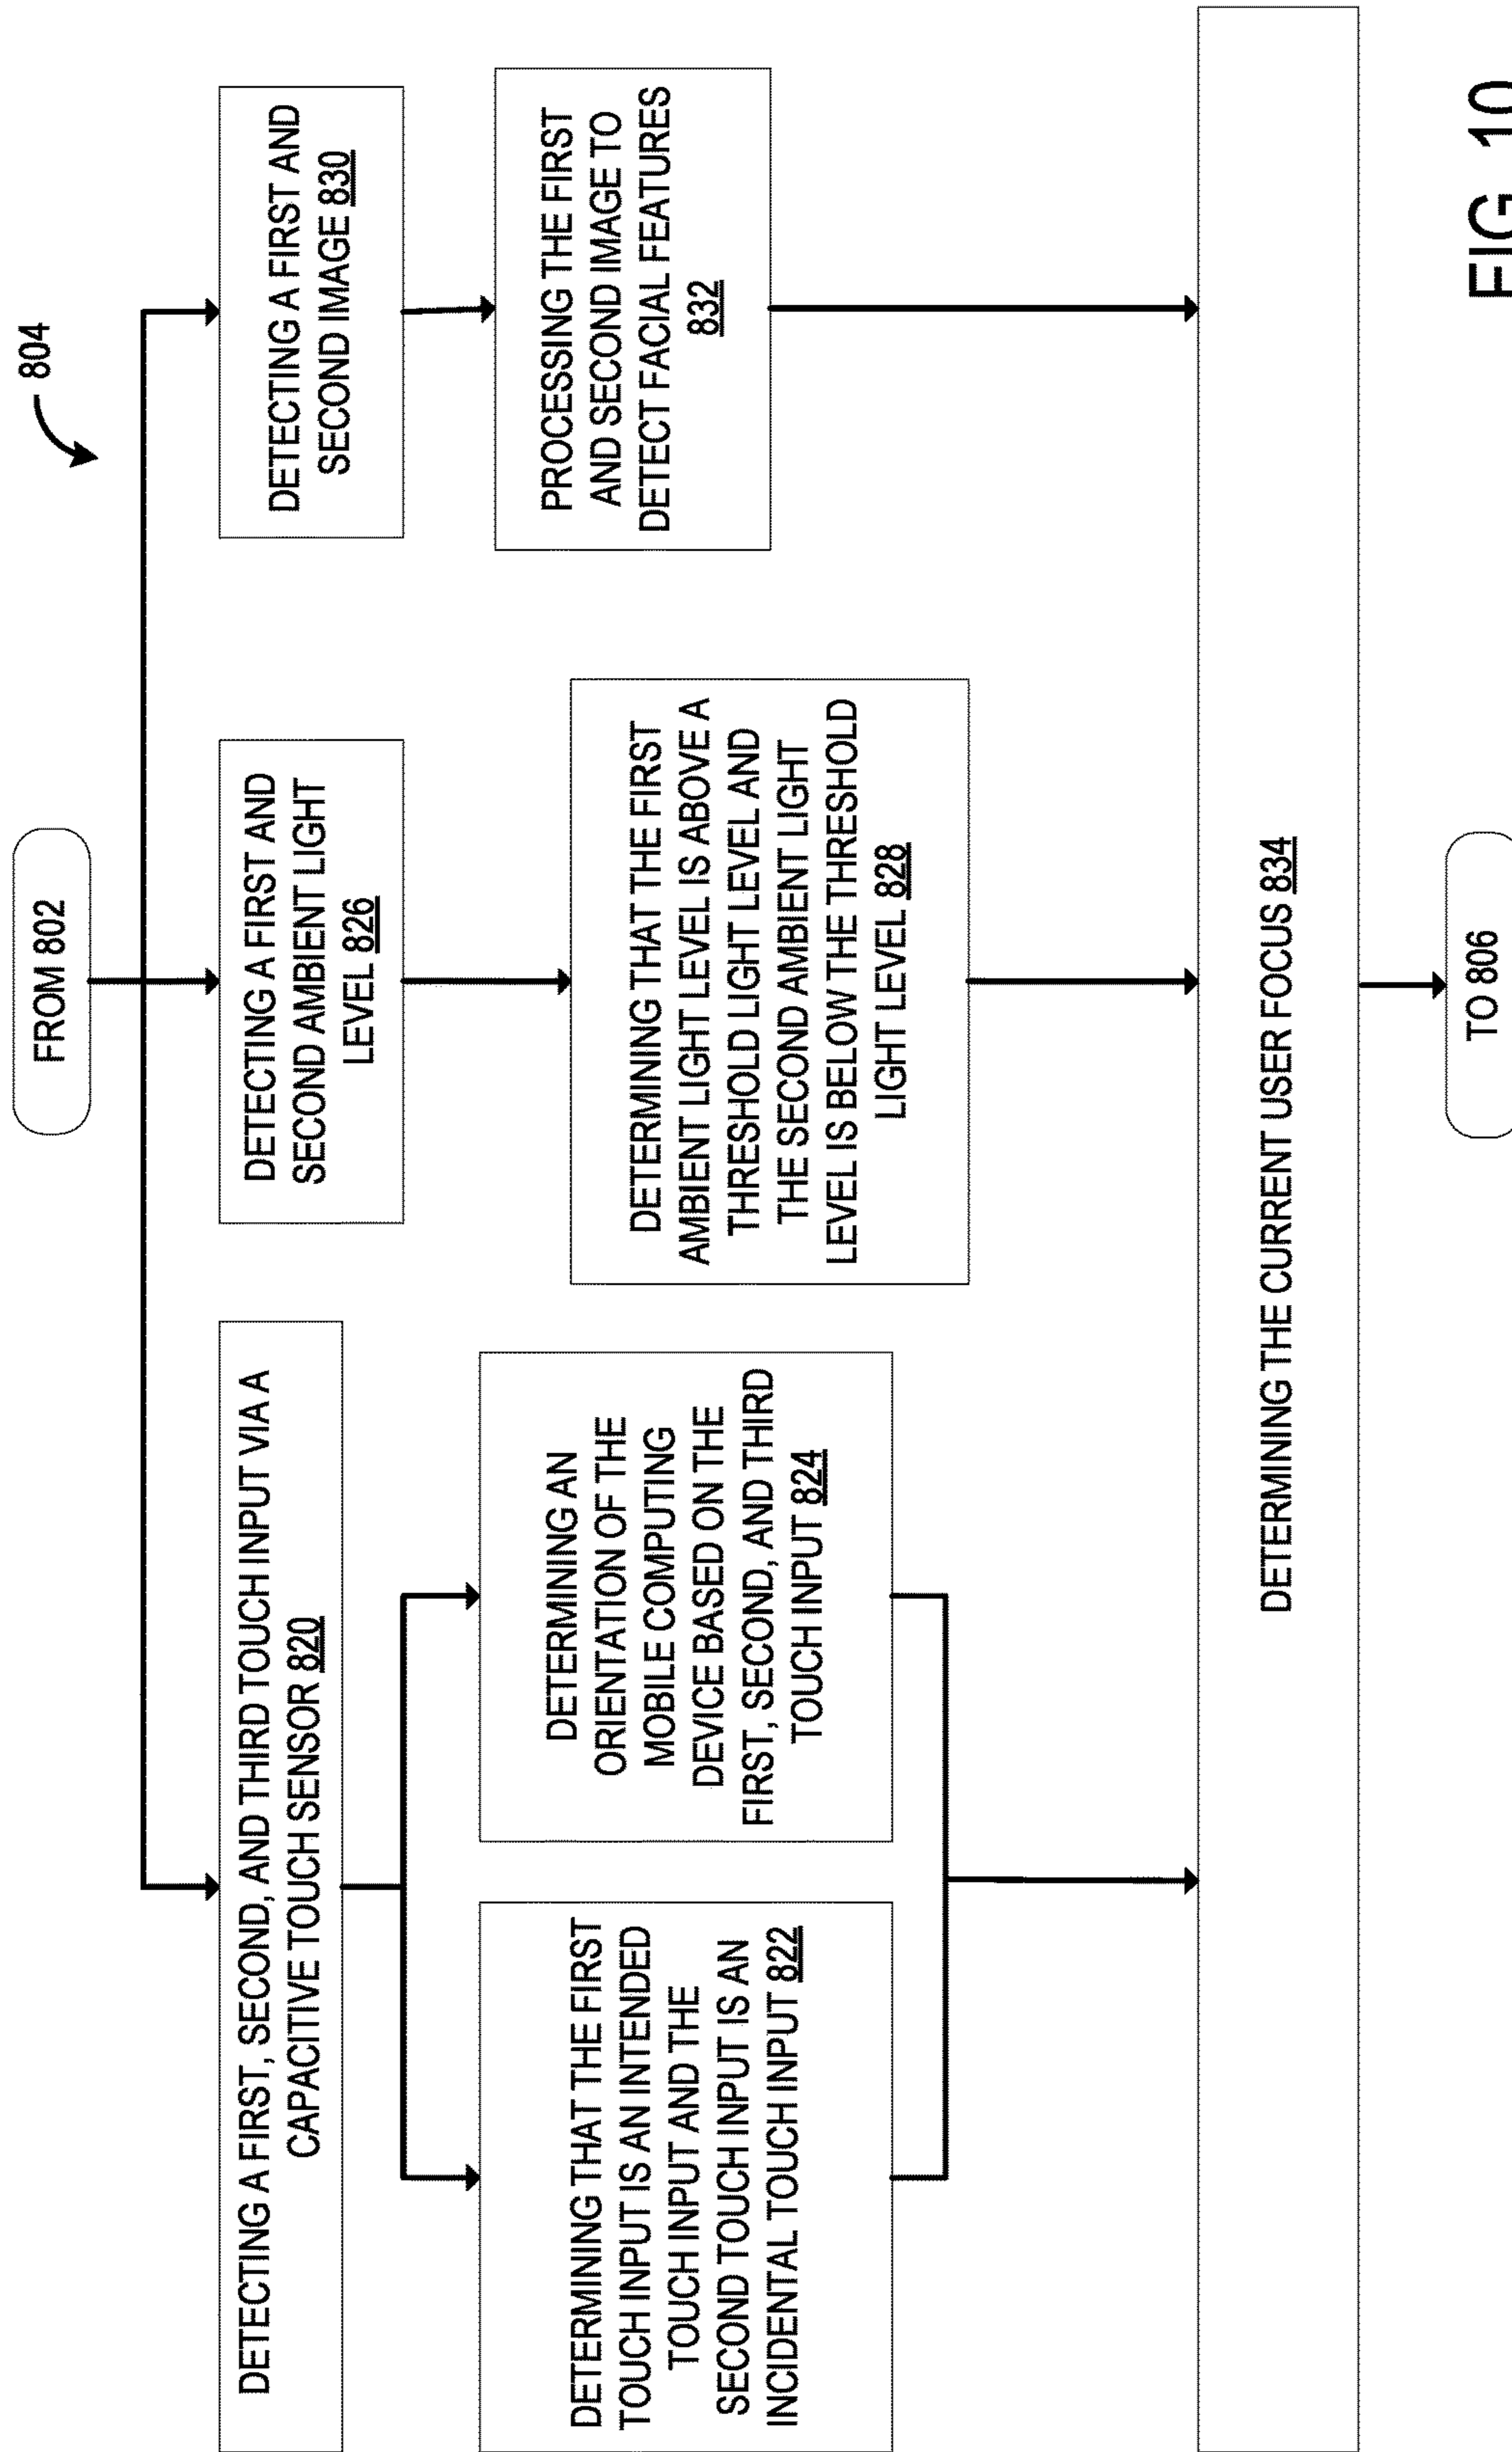 804
FROM 802
DETECTING A FIRST, SECOND, AND THIRD TOUCH INPUT VIA A
CAPACITIVE TOUCH SENSOR 820
DETERMINING THAT THE FIRST
TOUCH INPUT IS AN INTENDED
TOUCH INPUT AND THE
SECOND TOUCH INPUT IS AN
INCIDENTAL TOUCH INPUT 822
DETERMINING AN
ORIENTATION OF THE
MOBILE COMPUTING
DEVICE BASED ON THE
FIRST, SECOND, AND THIRD
TOUCH INPUT 824
DETECTING A FIRST AND
SECOND AMBIENT LIGHT
LEVEL 826
DETERMINING THAT THE FIRST
AMBIENT LIGHT LEVEL IS ABOVE A
THRESHOLD LIGHT LEVEL AND
THE SECOND AMBIENT LIGHT
LEVEL IS BELOW THE THRESHOLD
LIGHT LEVEL 828
DETECTING A FIRST AND
SECOND IMAGE 830
PROCESSING THE FIRST
AND SECOND IMAGE TO
DETECT FACIAL FEATURES
832
DETERMINING THE CURRENT USER FOCUS 834
TO 806
FIG. 10